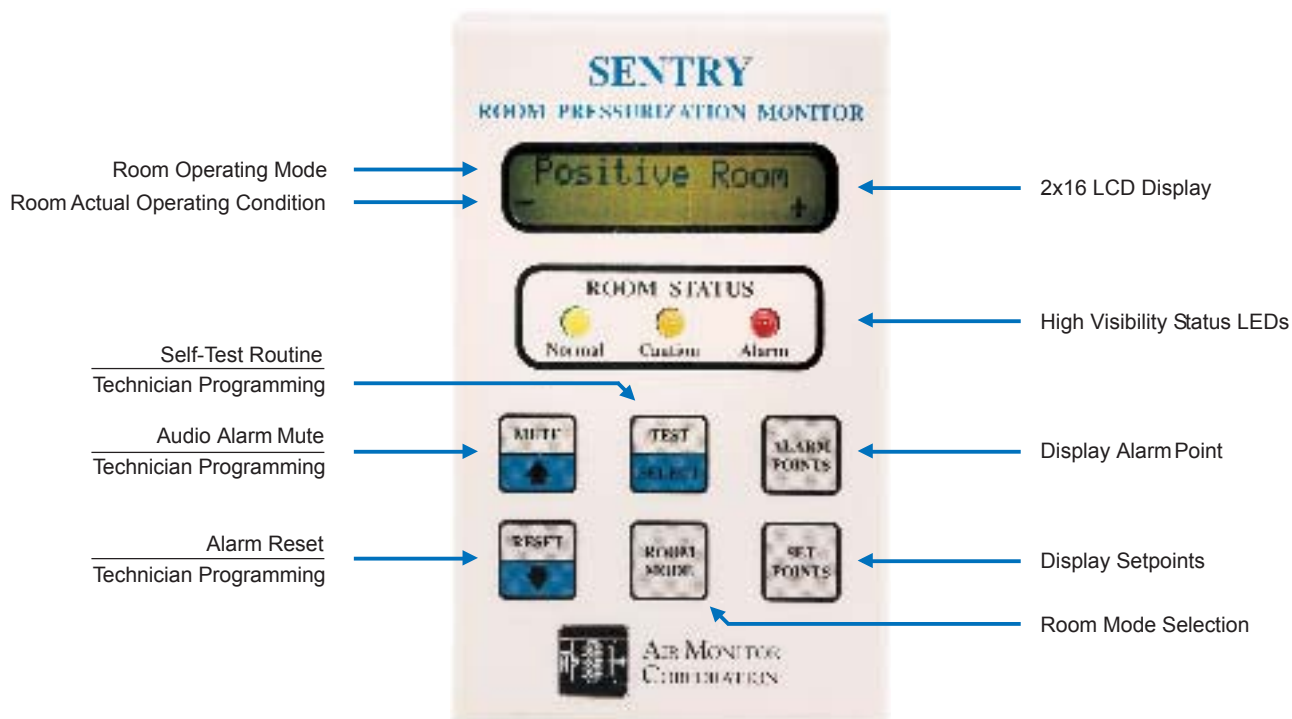 SENTRY
ROOM PRESSURIZATION MONITOR
Room Operating Mode
Room Actual Operating Condition
Positive Room
- +
2x16 LCD Display
ROOM STATUS
Normal Caution Alarm
High Visibility Status LEDs
Self-Test Routine
Technician Programming
Audio Alarm Mute
Technician Programming
MUTE
TEST
SELECT
ALARM
POINTS
Display Alarm Point
Alarm Reset
Technician Programming
RESET
ROOM
MODE
SET
POINTS
Display Setpoints
Room Mode Selection
AIR MONITOR
CORPORATION